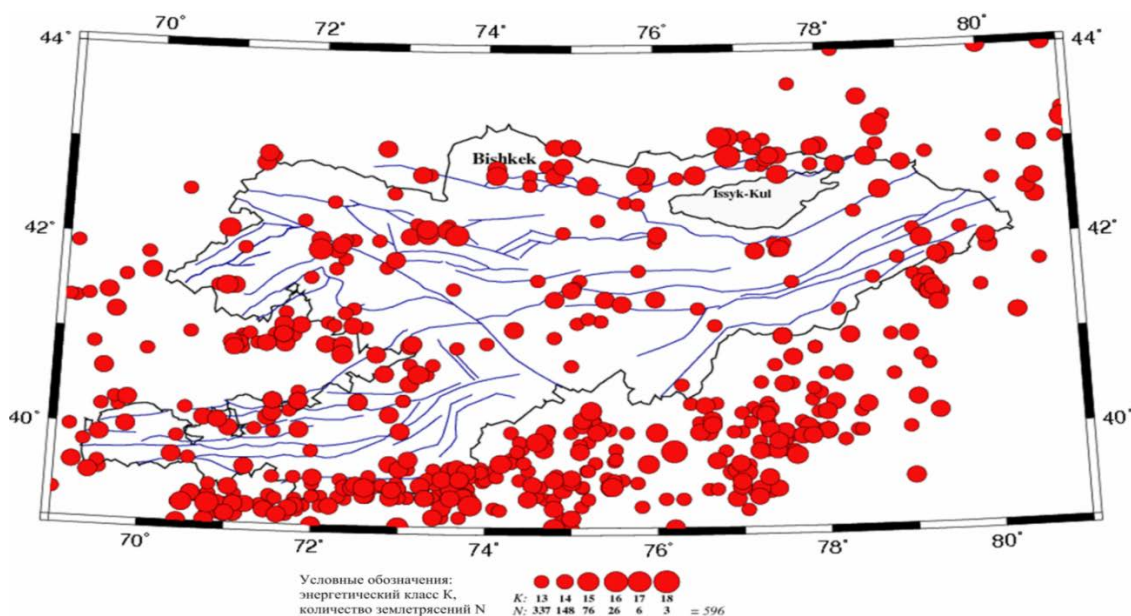 70° 72° 74° 76° 78° 80°
44° 44°
Bishkek
Issyk-Kul
42° 42°
40° 40°
70° 72° 74° 76° 78°
Условные обозначения:
энергетический класс K, K: 13 14 15 16 17 18
количество землетрясений N N: 337 148 76 26 6 3 = 596